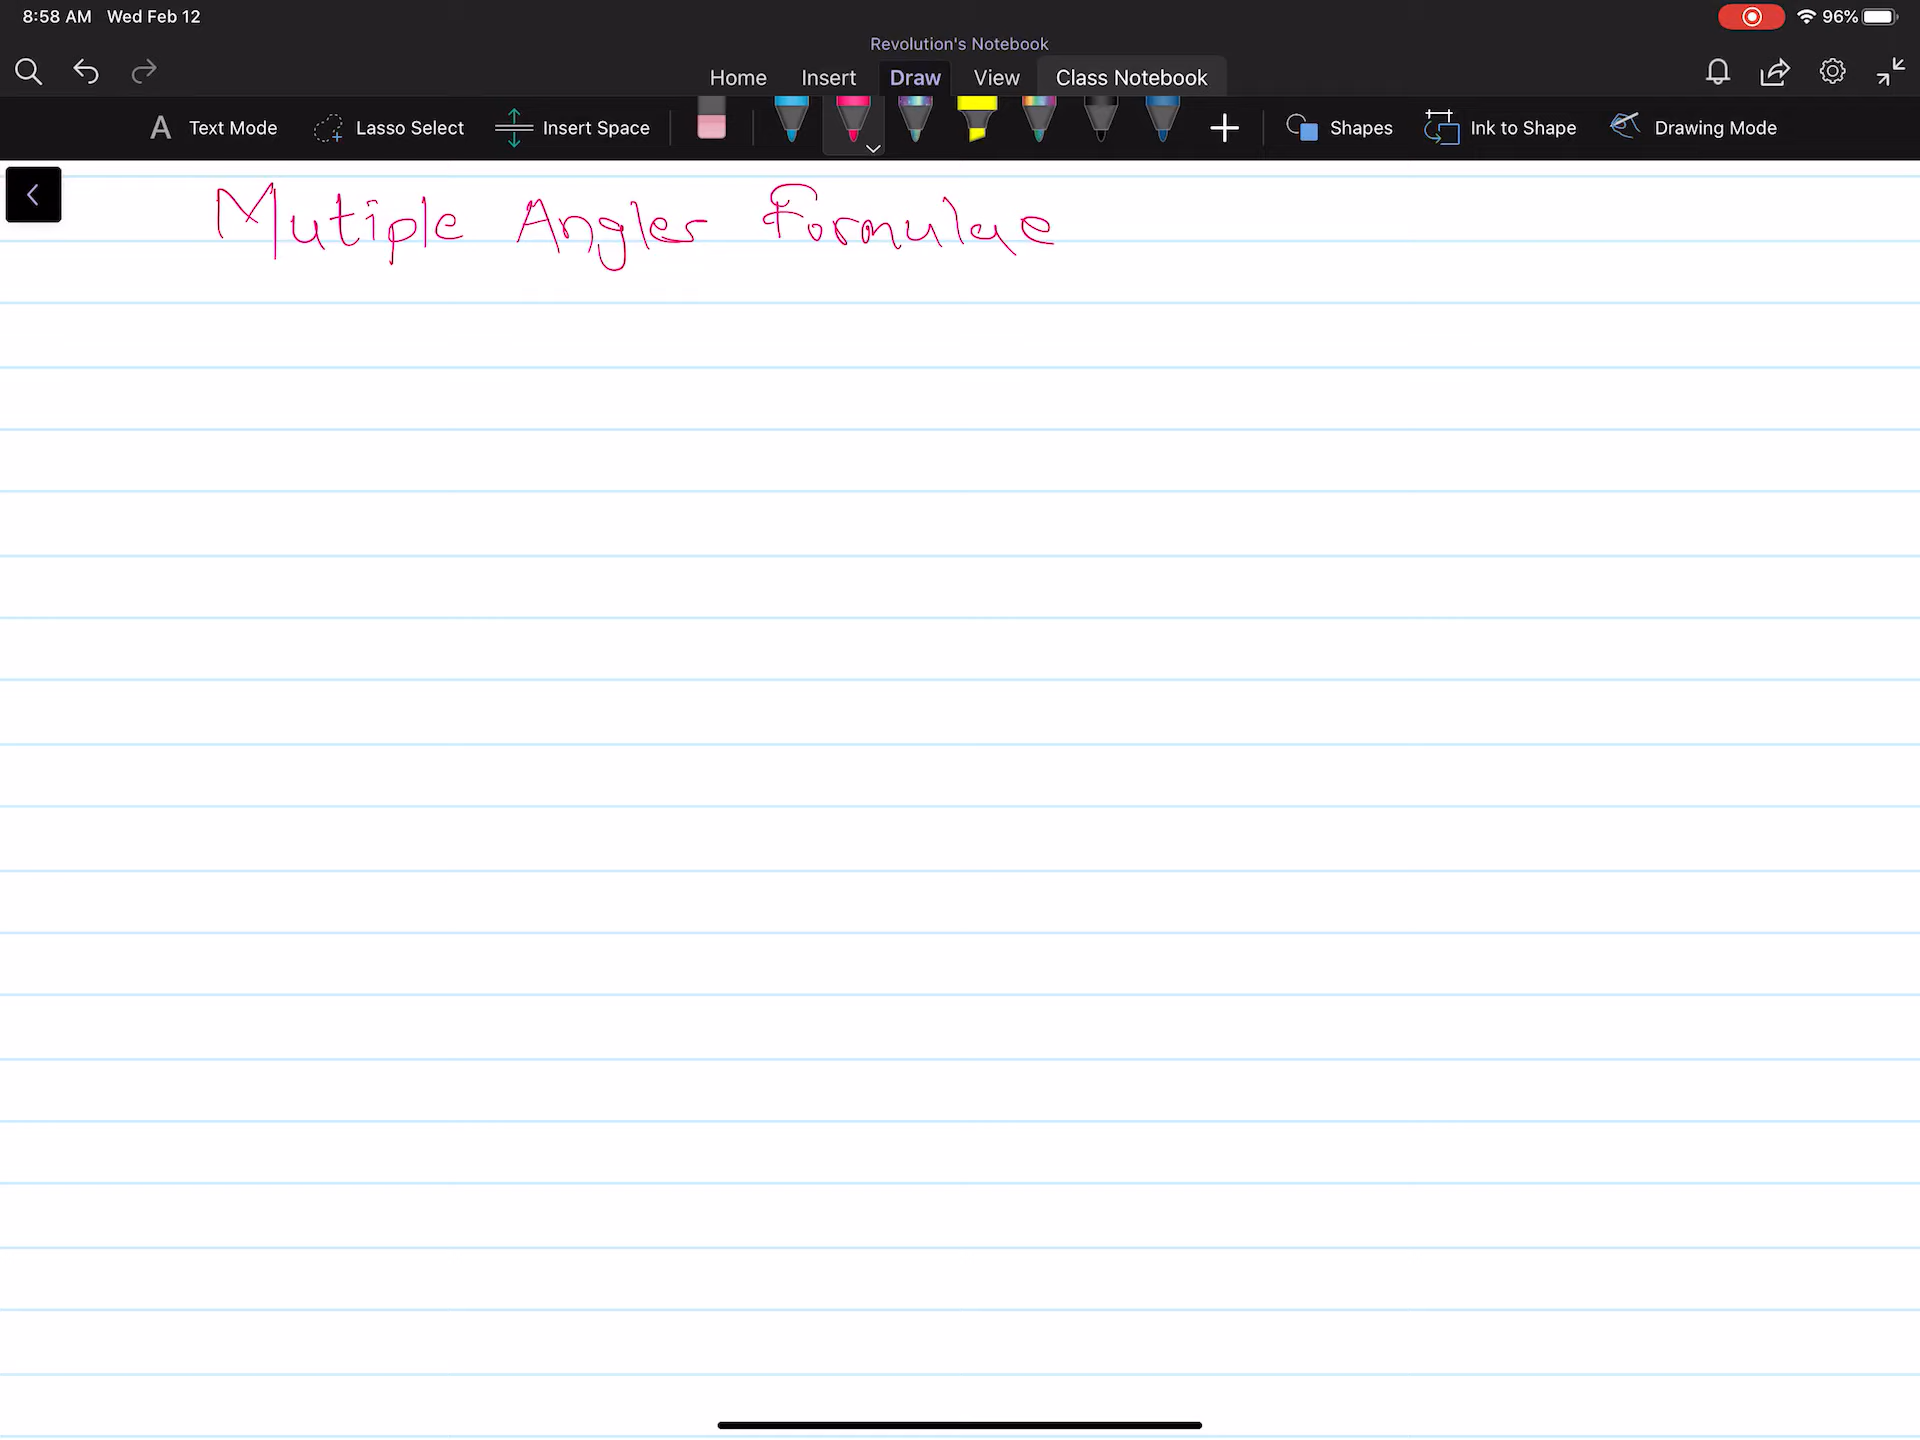 8:58 AM Wed Feb 12 96%
Revolution's Notebook
Home Insert Draw View Class Notebook
A Text Mode Lasso Select Insert Space Shapes Ink to Shape Drawing Mode
Mutiple Angles Formulae